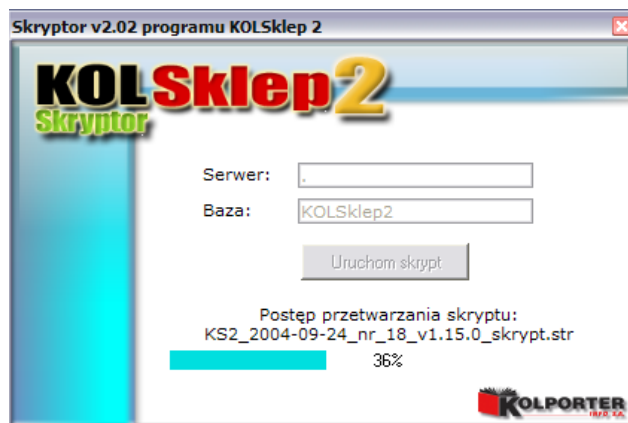 Skryptor v2.02 programu KOLSklep 2
KOLSklep2
Skryptor
Serwer: .
Baza: KOLSklep2
Uruchom skrypt
Postęp przetwarzania skryptu:
KS2_2004-09-24_nr_18_v1.15.0_skrypt.str
36%
KOLPORTER
INFO S.A.